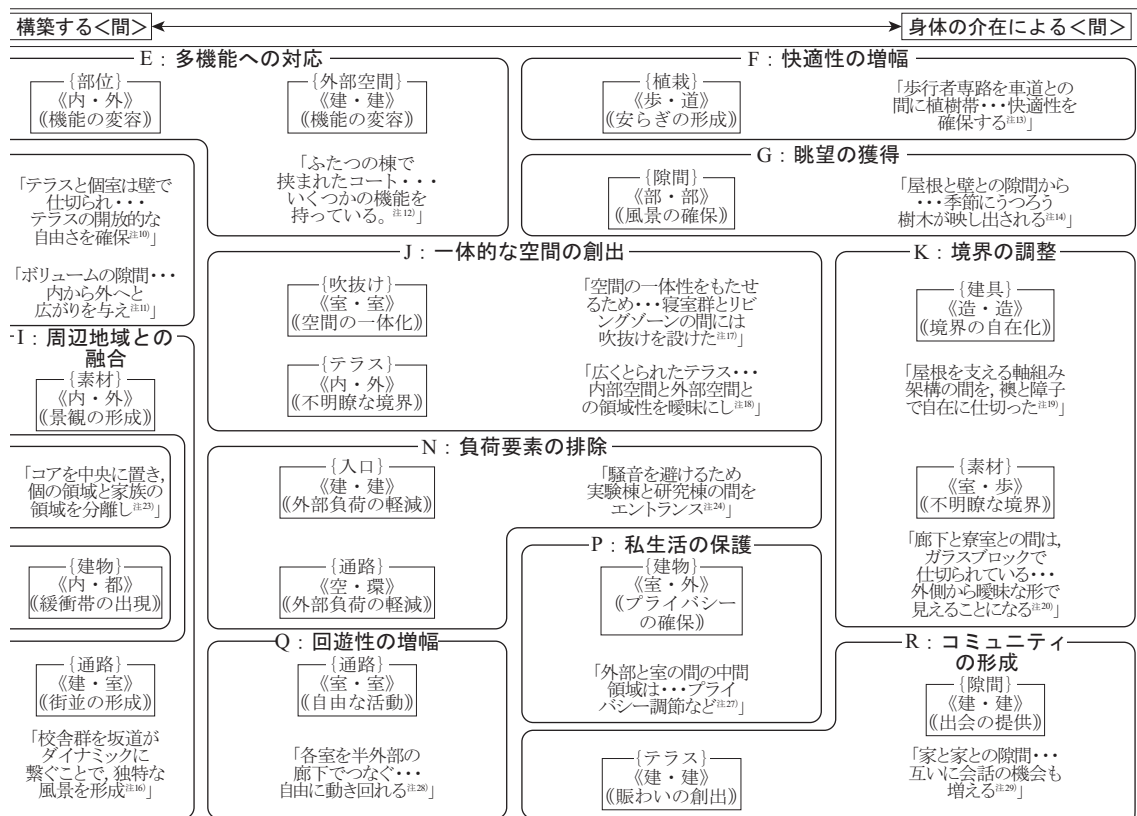 構築する<間>
身体の介在による<間>
E：多機能への対応
{部位}
《内・外》
((機能の変容))
{外部空間}
《建・建》
((機能の変容))
「ふたつの棟で
挟まれたコート・・・
いくつかの機能を
持っている。注12)」
F：快適性の増幅
{植栽}
《歩・道》
((安らぎの形成))
「歩行者専路を車道との
間に植樹帯・・・快適性を
確保する注13)」
G：眺望の獲得
{隙間}
《部・部》
((風景の確保))
「屋根と壁との隙間から
・・・季節にうつろう
樹木が映し出される注14)」
「テラスと個室は壁で
仕切られ・・・
テラスの開放的な
自由さを確保注10)」
「ボリュームの隙間・・・
内から外へと
広がりを与え注11)」
I：周辺地域との
融合
{素材}
《内・外》
((景観の形成))
J：一体的な空間の創出
{吹抜け}
《室・室》
((空間の一体化))
「空間の一体性をもたせ
るため・・・寝室群とリビ
ングゾーンの間には
吹抜けを設けた注17)」
{テラス}
《内・外》
((不明瞭な境界))
「広くとられたテラス・・・
内部空間と外部空間と
の領域性を曖昧にし注18)」
K：境界の調整
{建具}
《造・造》
((境界の自在化))
「屋根を支える軸組み
架構の間を,襖と障子
で自在に仕切った注19)」
{素材}
《室・歩》
((不明瞭な境界))
「廊下と寮室との間は,
ガラスブロックで
仕切られている・・・
外側から曖昧な形で
見えることになる注20)」
「コアを中央に置き,
個の領域と家族の
領域を分離し注23)」
{建物}
《内・都》
((緩衝帯の出現))
N：負荷要素の排除
{入口}
《建・建》
((外部負荷の軽減))
「騒音を避けるため
実験棟と研究棟の間を
エントランス注24)」
{通路}
《空・環》
((外部負荷の軽減))
P：私生活の保護
{建物}
《室・外》
((プライバシー
の確保))
「外部と室の間の中間
領域は・・・プライ
バシー調節など注27)」
{通路}
《建・室》
((街並の形成))
「校舎群を坂道が
ダイナミックに
繋ぐことで,独特な
風景を形成注16)」
Q：回遊性の増幅
{通路}
《室・室》
((自由な活動))
「各室を半外部の
廊下でつなぐ・・・
自由に動き回れる注28)」
{テラス}
《建・建》
((賑わいの創出))
R：コミュニティ
の形成
{隙間}
《建・建》
((出会の提供))
「家と家との隙間・・・
互いに会話の機会も
増える注29)」